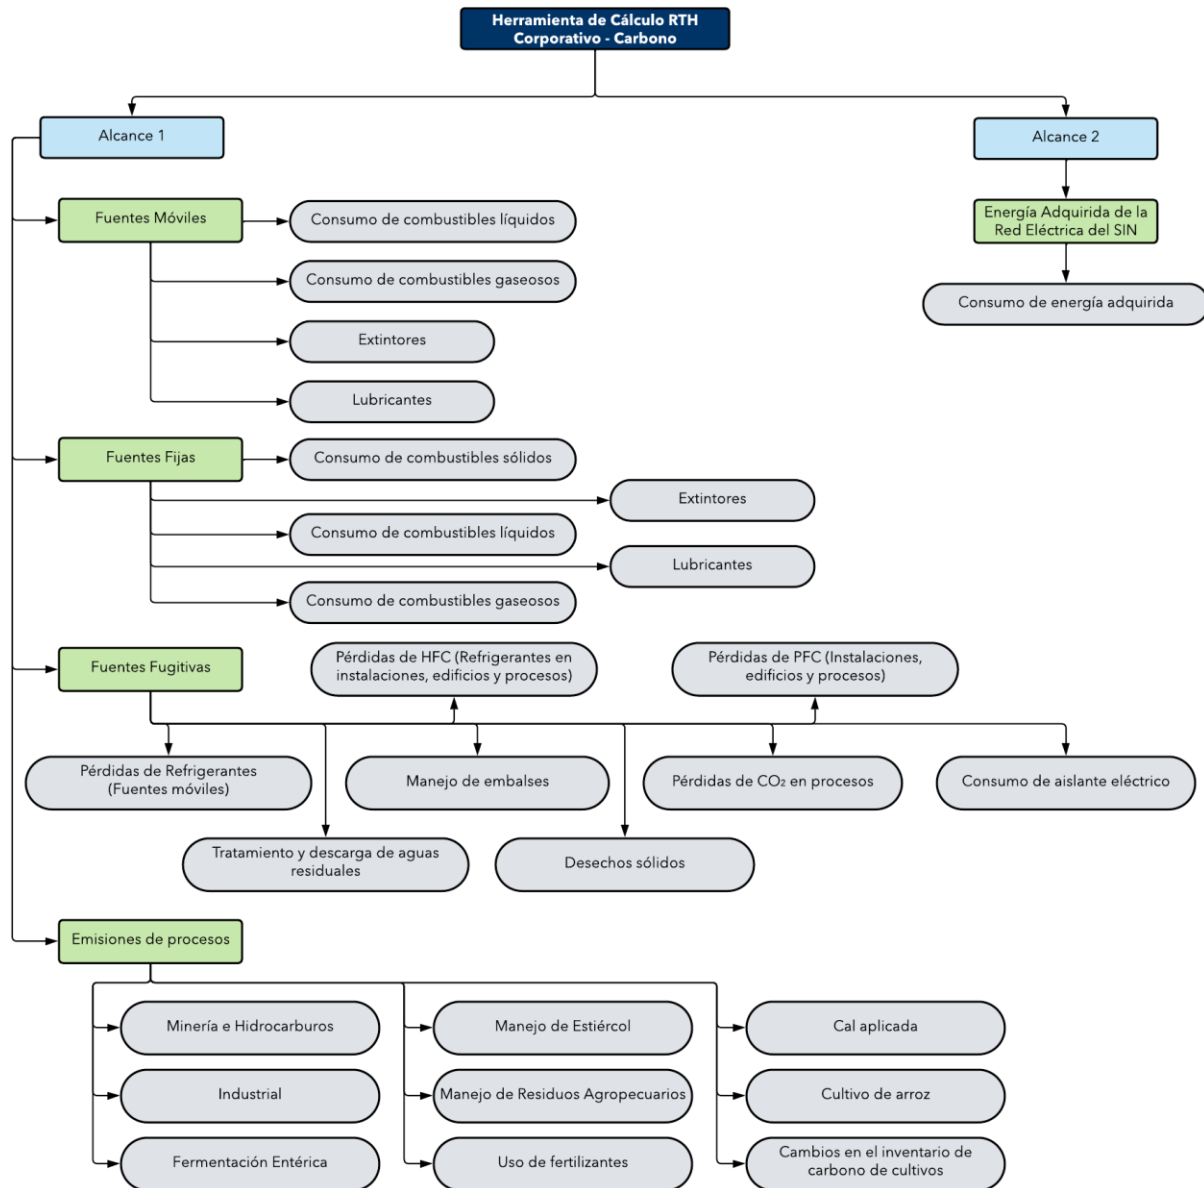 Herramienta de Cálculo RTH
Corporativo - Carbono
Alcance 1
Alcance 2
Fuentes Móviles
Consumo de combustibles líquidos
Energía Adquirida de la
Red Eléctrica del SIN
Consumo de combustibles gaseosos
Consumo de energía adquirida
Extintores
Lubricantes
Fuentes Fijas
Consumo de combustibles sólidos
Extintores
Consumo de combustibles líquidos
Lubricantes
Consumo de combustibles gaseosos
Fuentes Fugitivas
Pérdidas de HFC (Refrigerantes en
instalaciones, edificios y procesos)
Pérdidas de PFC (Instalaciones,
edificios y procesos)
Pérdidas de Refrigerantes
(Fuentes móviles)
Manejo de embalses
Pérdidas de CO₂ en procesos
Consumo de aislante eléctrico
Tratamiento y descarga de aguas
residuales
Desechos sólidos
Emisiones de procesos
Minería e Hidrocarburos
Manejo de Estiércol
Cal aplicada
Industrial
Manejo de Residuos Agropecuarios
Cultivo de arroz
Fermentación Entérica
Uso de fertilizantes
Cambios en el inventario de
carbono de cultivos